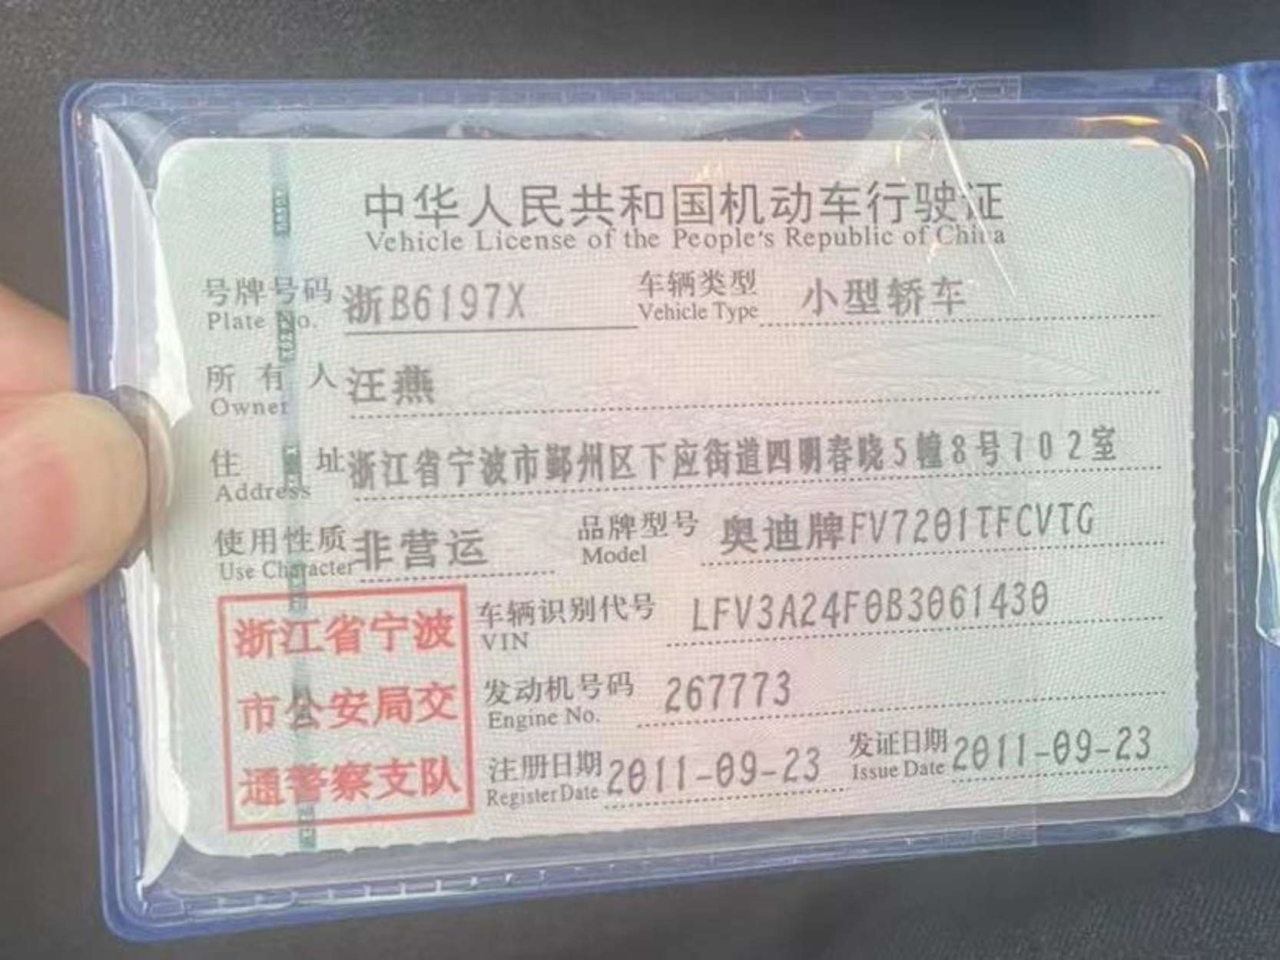 中华人民共和国机动车行驶证
Vehicle License of the People's Republic of China
号牌号码 浙B6197X 车辆类型 小型轿车
Plate No. Vehicle Type
所有人 汪燕
Owner
住址 浙江省宁波市鄞州区下应街道四明春晓5幢8号702室
Address
使用性质 非营运 品牌型号 奥迪牌FV7201TFCVTG
Use Character Model
浙江省宁波
市公安局交
通警察支队
车辆识别代号 LFV3A24F0B3061430
VIN
发动机号码 267773
Engine No.
注册日期 2011-09-23 发证日期 2011-09-23
Register Date Issue Date